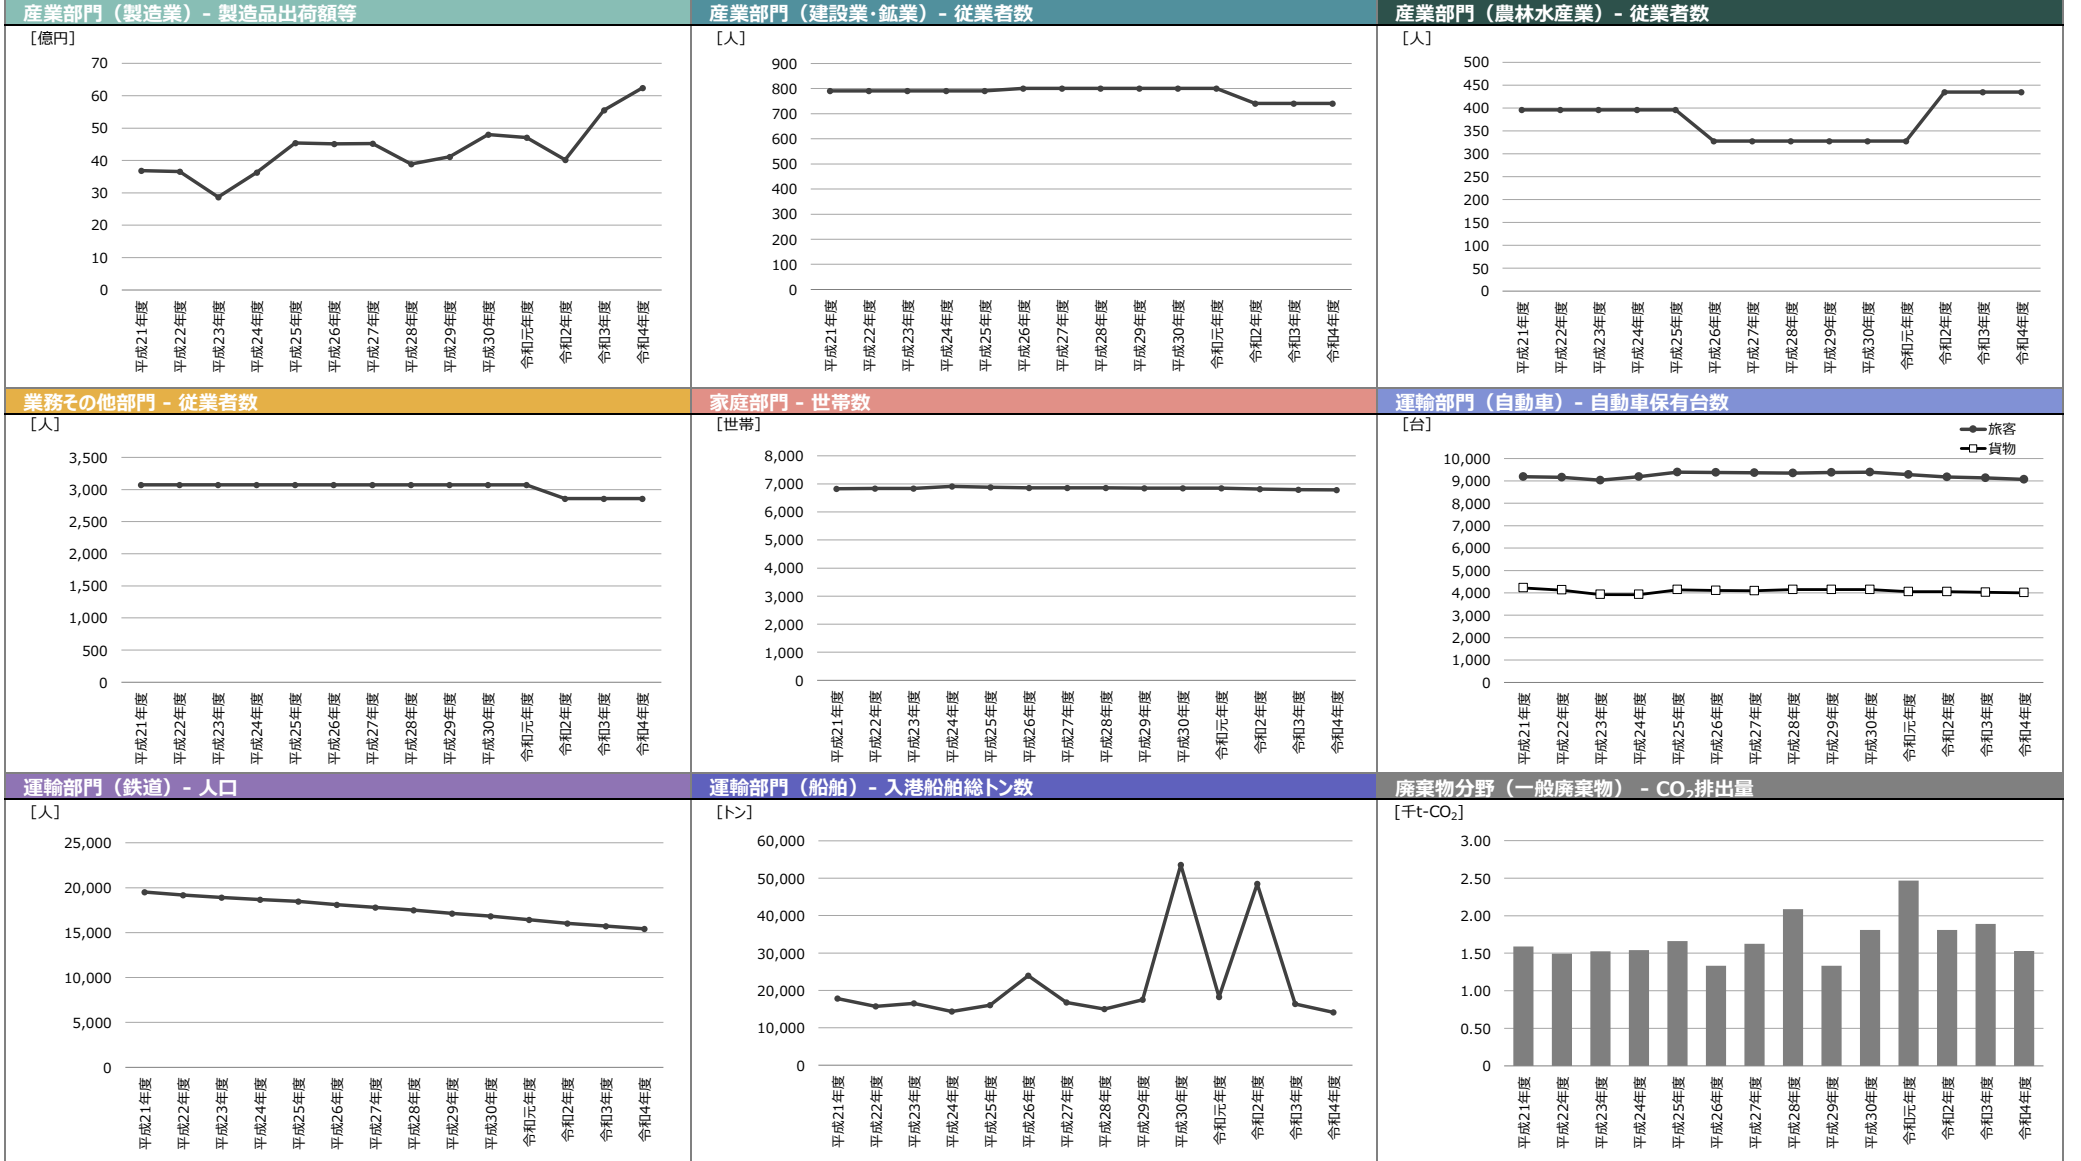 産業部門（製造業）- 製造品出荷額等
[億円]
70
60
50
40
30
20
10
0
平成21年度
平成22年度
平成23年度
平成24年度
平成25年度
平成26年度
平成27年度
平成28年度
平成29年度
平成30年度
令和元年度
令和2年度
令和3年度
令和4年度
産業部門（建設業･鉱業）- 従業者数
[人]
900
800
700
600
500
400
300
200
100
0
平成21年度
平成22年度
平成23年度
平成24年度
平成25年度
平成26年度
平成27年度
平成28年度
平成29年度
平成30年度
令和元年度
令和2年度
令和3年度
令和4年度
産業部門（農林水産業）- 従業者数
[人]
500
450
400
350
300
250
200
150
100
50
0
平成21年度
平成22年度
平成23年度
平成24年度
平成25年度
平成26年度
平成27年度
平成28年度
平成29年度
平成30年度
令和元年度
令和2年度
令和3年度
令和4年度
業務その他部門 - 従業者数
[人]
3,500
3,000
2,500
2,000
1,500
1,000
500
0
平成21年度
平成22年度
平成23年度
平成24年度
平成25年度
平成26年度
平成27年度
平成28年度
平成29年度
平成30年度
令和元年度
令和2年度
令和3年度
令和4年度
家庭部門 - 世帯数
[世帯]
8,000
7,000
6,000
5,000
4,000
3,000
2,000
1,000
0
平成21年度
平成22年度
平成23年度
平成24年度
平成25年度
平成26年度
平成27年度
平成28年度
平成29年度
平成30年度
令和元年度
令和2年度
令和3年度
令和4年度
運輸部門（自動車）- 自動車保有台数
[台]
旅客
貨物
10,000
9,000
8,000
7,000
6,000
5,000
4,000
3,000
2,000
1,000
0
平成21年度
平成22年度
平成23年度
平成24年度
平成25年度
平成26年度
平成27年度
平成28年度
平成29年度
平成30年度
令和元年度
令和2年度
令和3年度
令和4年度
運輸部門（鉄道）- 人口
[人]
25,000
20,000
15,000
10,000
5,000
0
平成21年度
平成22年度
平成23年度
平成24年度
平成25年度
平成26年度
平成27年度
平成28年度
平成29年度
平成30年度
令和元年度
令和2年度
令和3年度
令和4年度
運輸部門（船舶）- 入港船舶総トン数
[トン]
60,000
50,000
40,000
30,000
20,000
10,000
0
平成21年度
平成22年度
平成23年度
平成24年度
平成25年度
平成26年度
平成27年度
平成28年度
平成29年度
平成30年度
令和元年度
令和2年度
令和3年度
令和4年度
廃棄物分野（一般廃棄物） - CO₂排出量
[千t-CO₂]
3.00
2.50
2.00
1.50
1.00
0.50
0
平成21年度
平成22年度
平成23年度
平成24年度
平成25年度
平成26年度
平成27年度
平成28年度
平成29年度
平成30年度
令和元年度
令和2年度
令和3年度
令和4年度